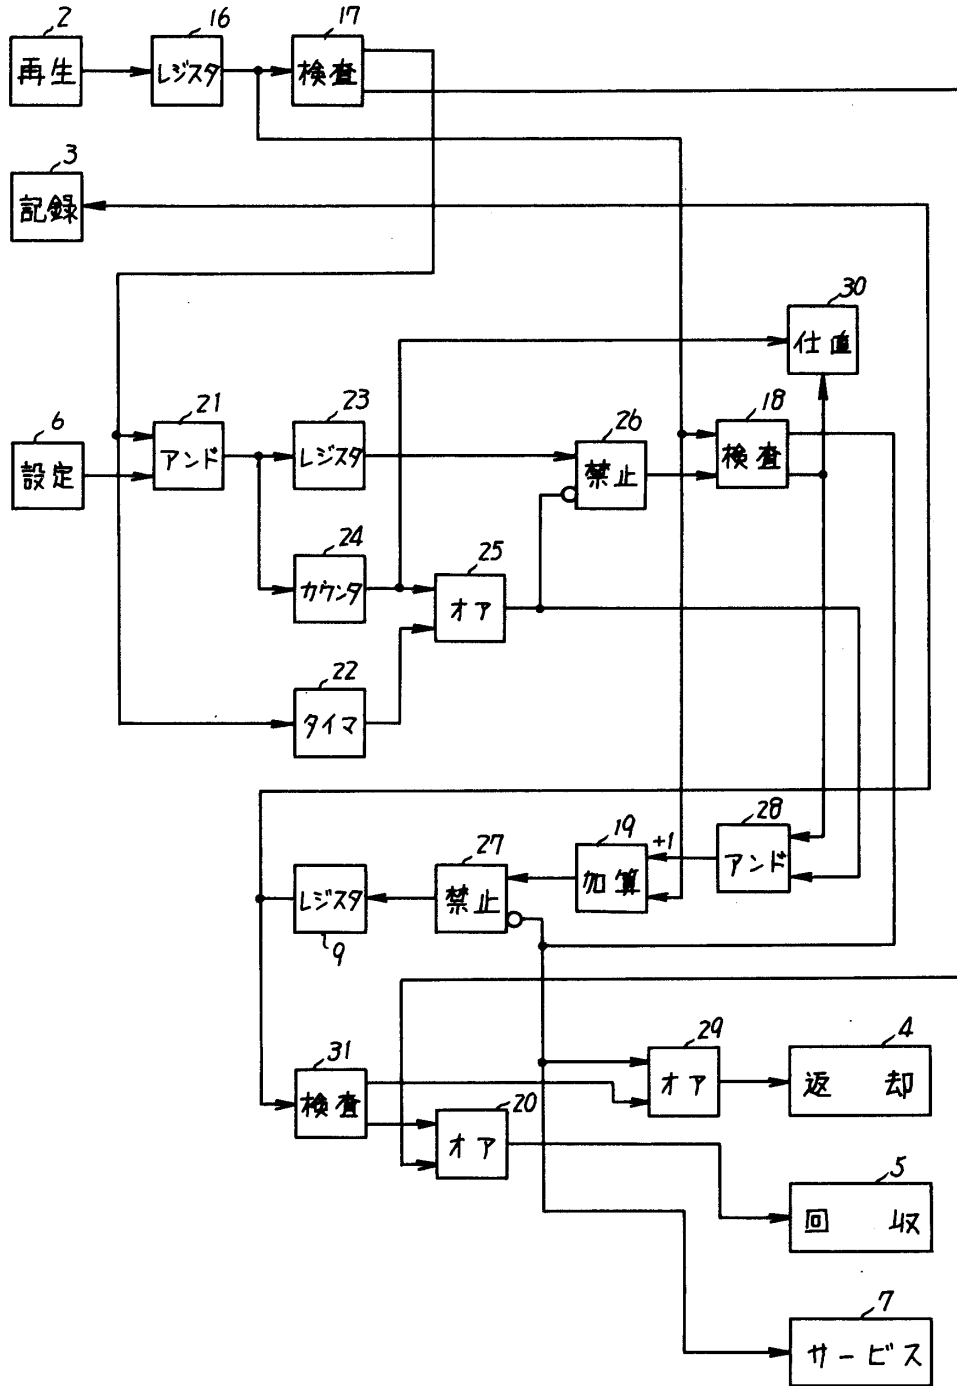 2
再生
16
レジスタ
17
検査
3
記録
30
仕直
6
設定
21
アンド
23
レジスタ
26
禁止
18
検査
24
カウンタ
25
オア
22
タイマ
28
アンド
+1
19
加算
27
禁止
レジスタ
9
31
検査
20
オア
29
オア
4
返却
5
回収
7
サービス